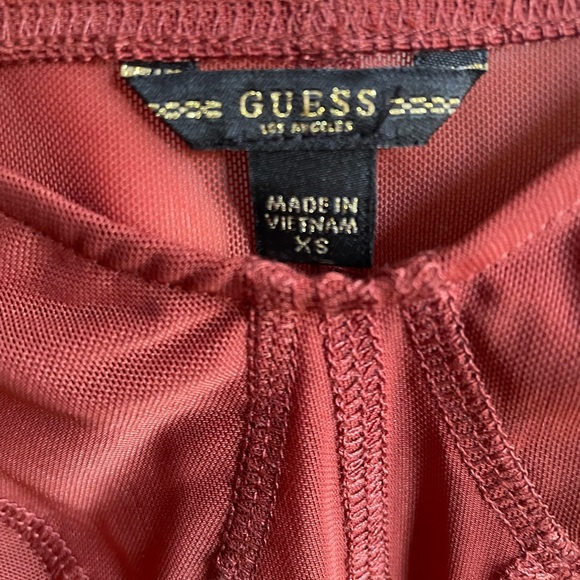 GUESS
LOS ANGELES
MADE IN
VIETNAM
XS